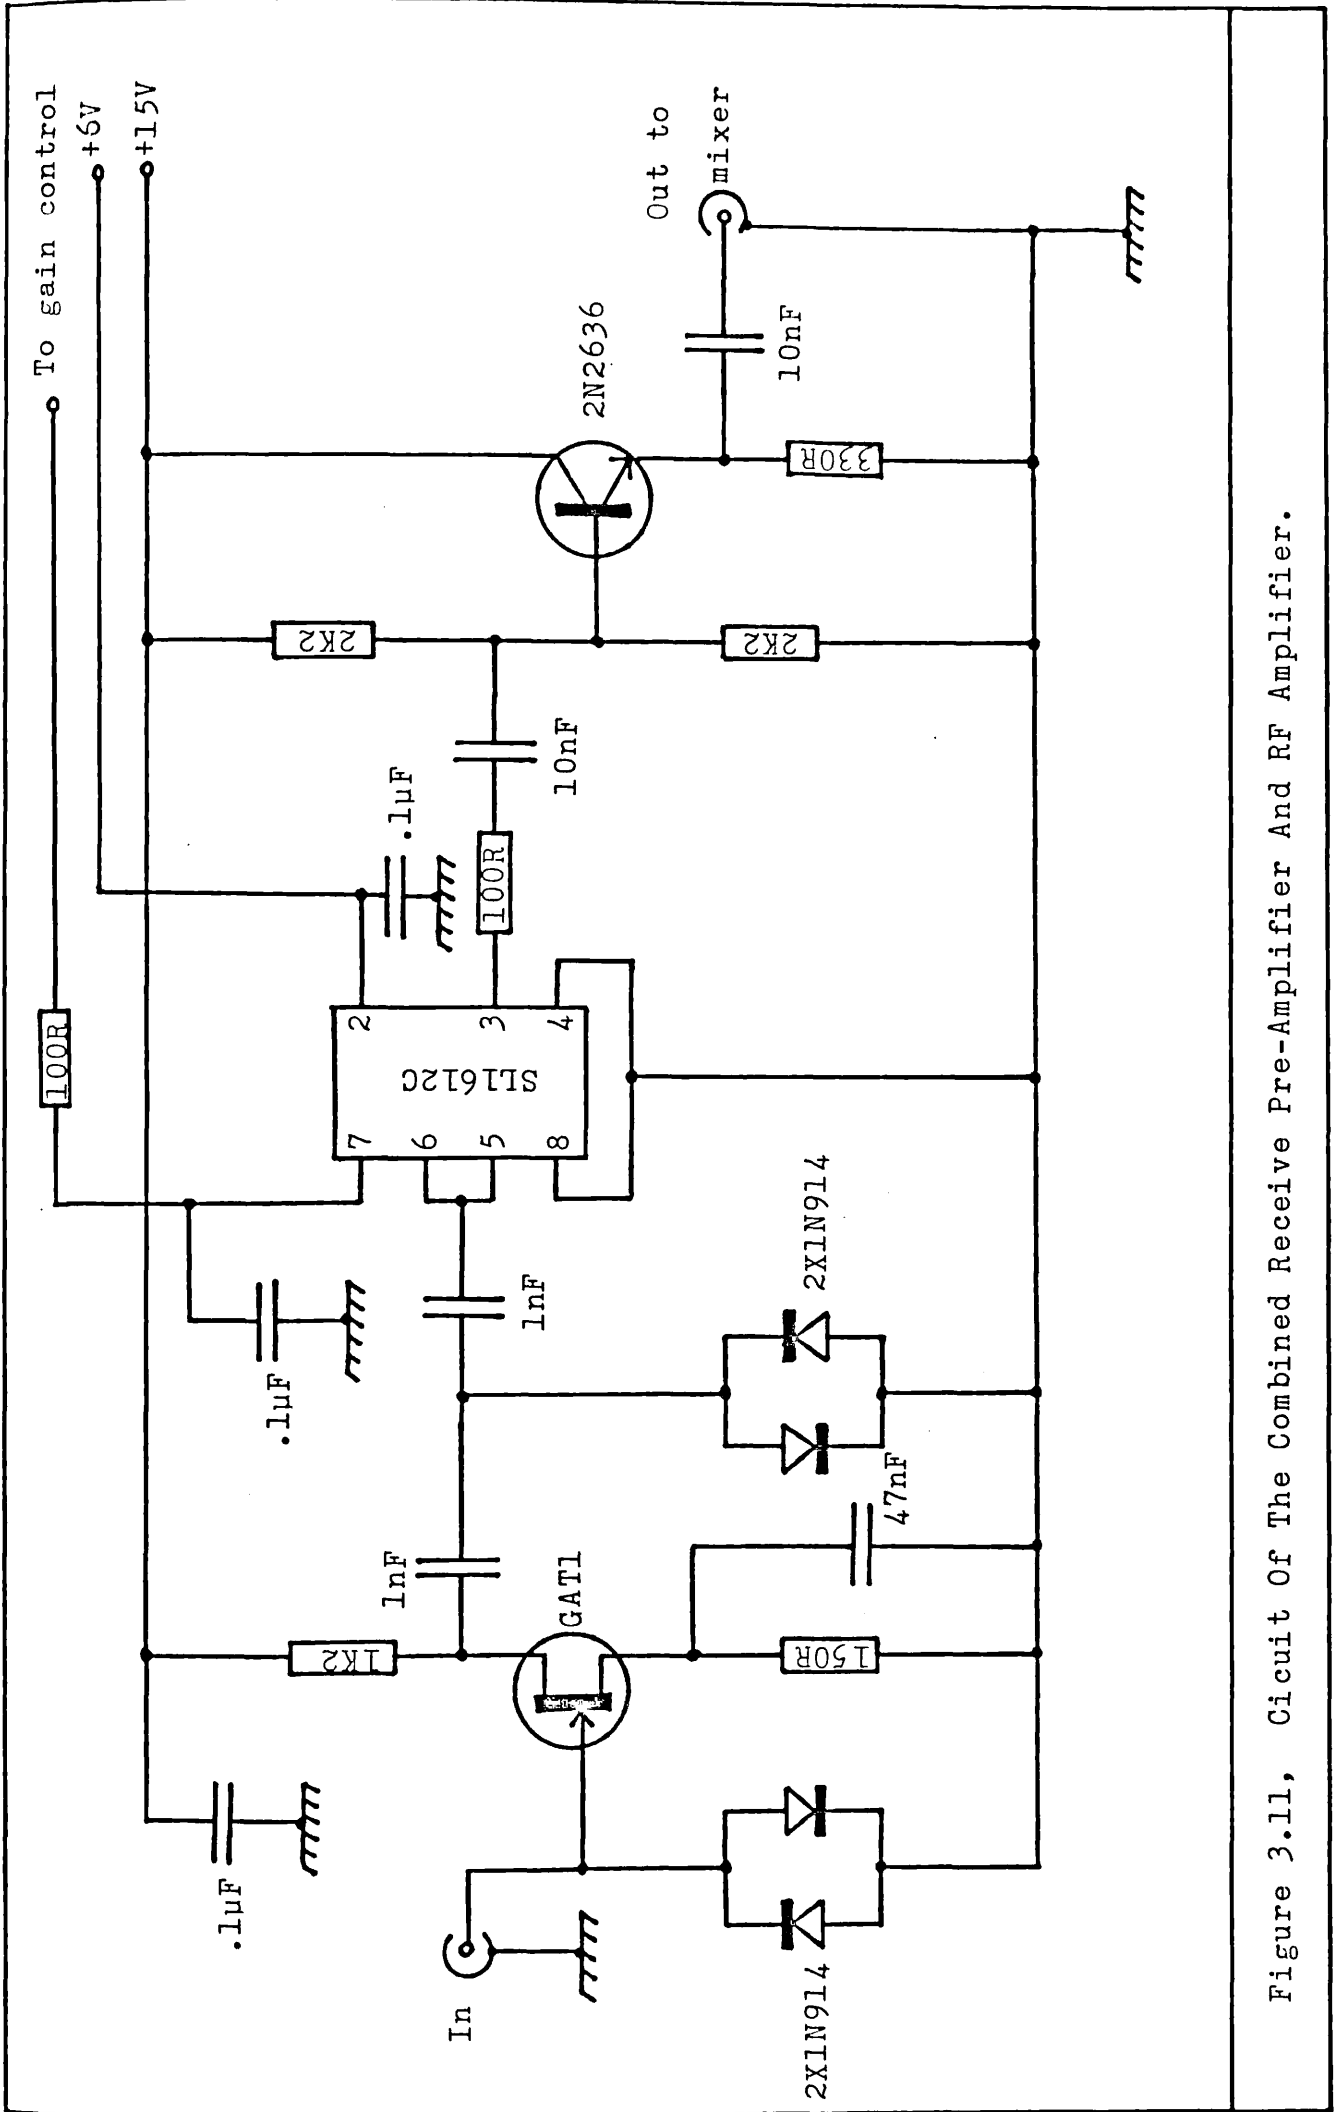 To gain control
+6V
+15V
100R
.1µF
.1µF
1K2
1nF
1nF
7
6
5
8
SL1612C
2
3
4
.1µF
100R
10nF
2K2
2K2
2N2636
330R
10nF
Out to
mixer
In
GAT1
150R
47nF
2X1N914
2X1N914
Figure 3.11, Cicuit Of The Combined Receive Pre-Amplifier And RF Amplifier.